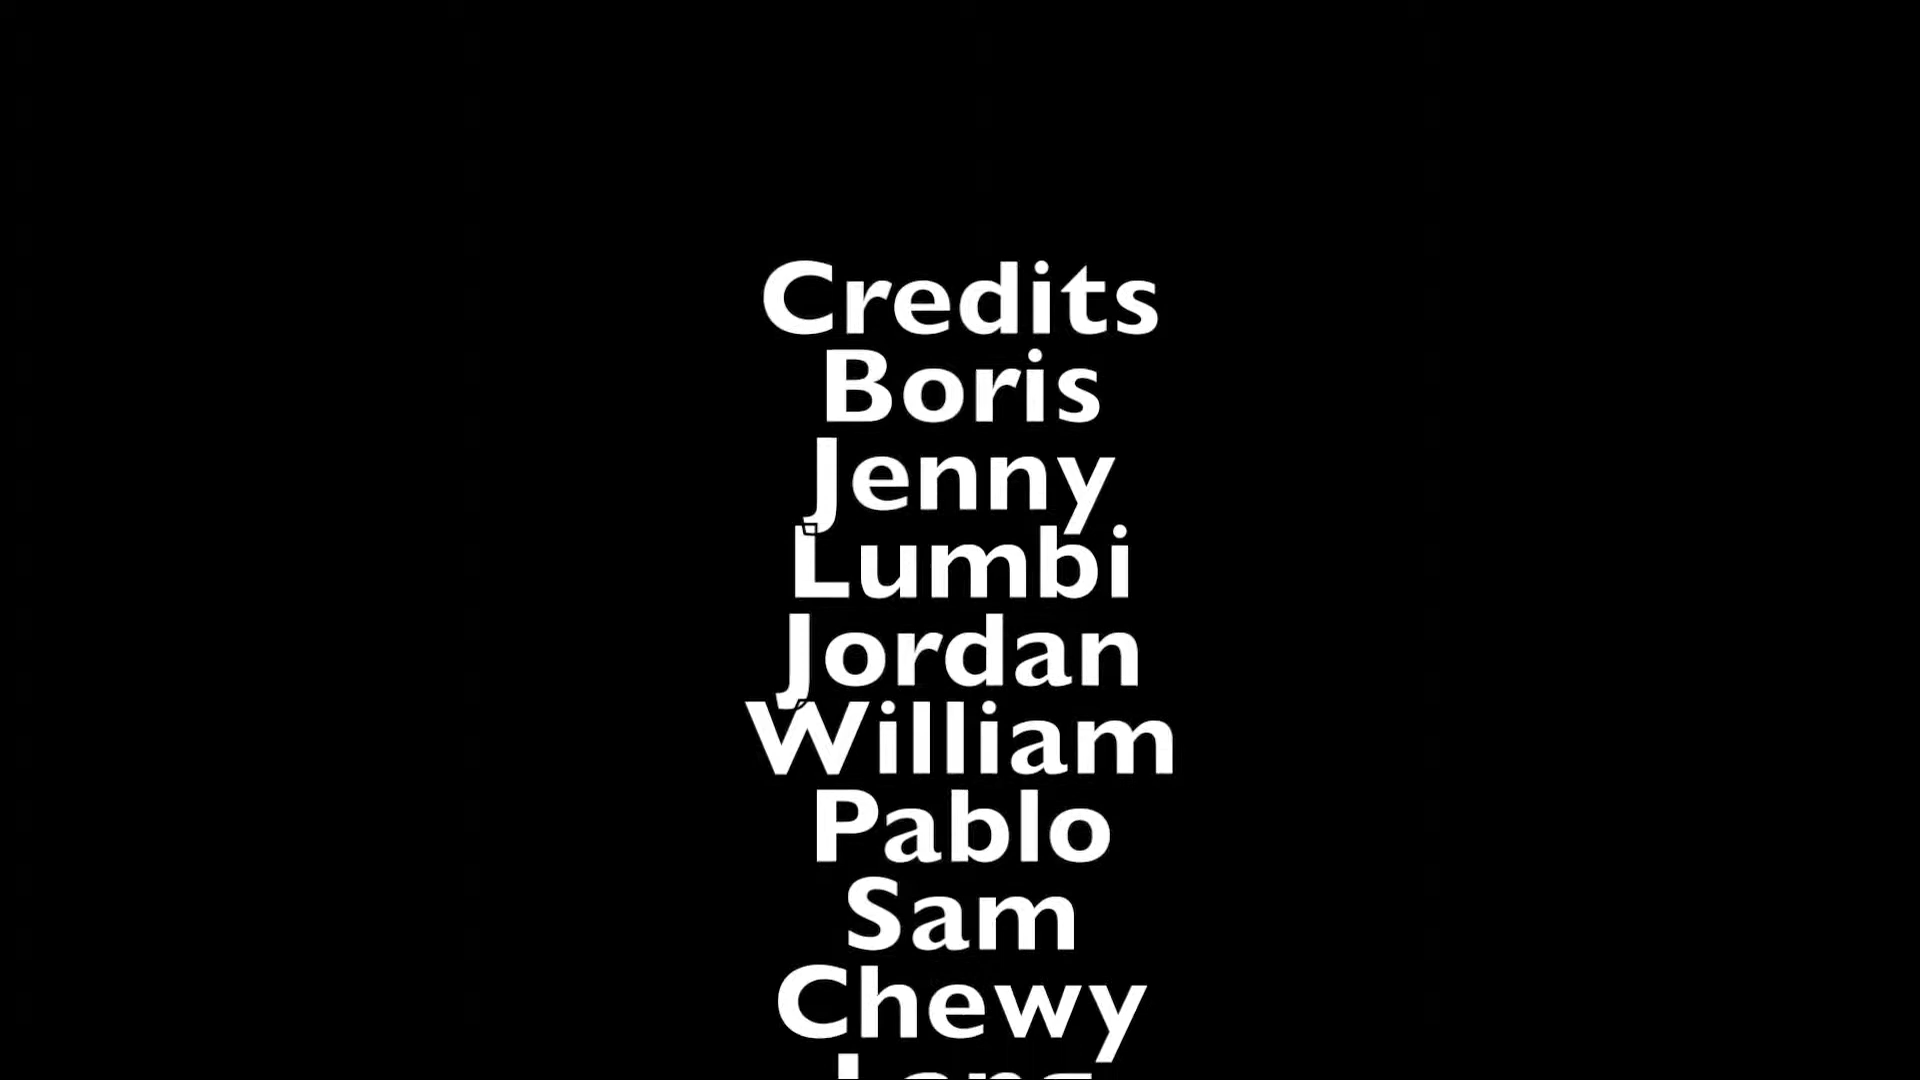 Credits
Boris
Jenny
Lumbi
Jordan
William
Pablo
Sam
Chewy